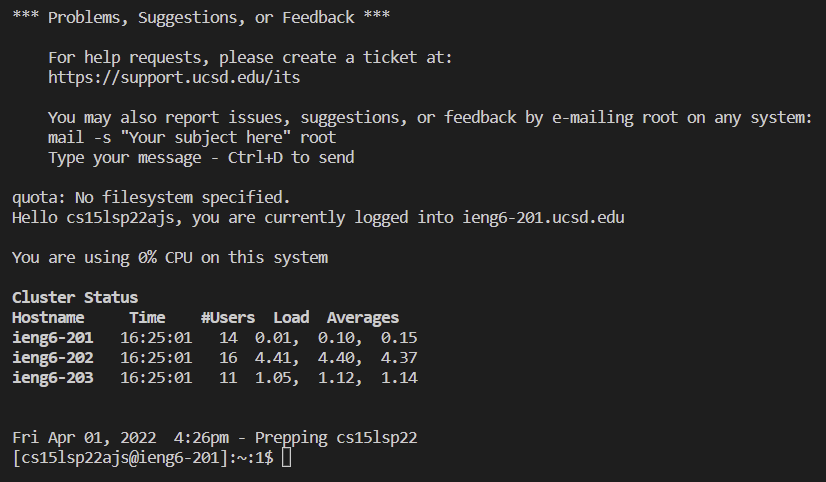 *** Problems, Suggestions, or Feedback ***
For help requests, please create a ticket at:
https://support.ucsd.edu/its
You may also report issues, suggestions, or feedback by e-mailing root on any system:
mail -s "Your subject here" root
Type your message - Ctrl+D to send
quota: No filesystem specified.
Hello cs15lsp22ajs, you are currently logged into ieng6-201.ucsd.edu
You are using 0% CPU on this system
Cluster Status
Hostname     Time    #Users  Load  Averages
ieng6-201   16:25:01   14  0.01,  0.10,  0.15
ieng6-202   16:25:01   16  4.41,  4.40,  4.37
ieng6-203   16:25:01   11  1.05,  1.12,  1.14
Fri Apr 01, 2022  4:26pm - Prepping cs15lsp22
[cs15lsp22ajs@ieng6-201]:~:1$